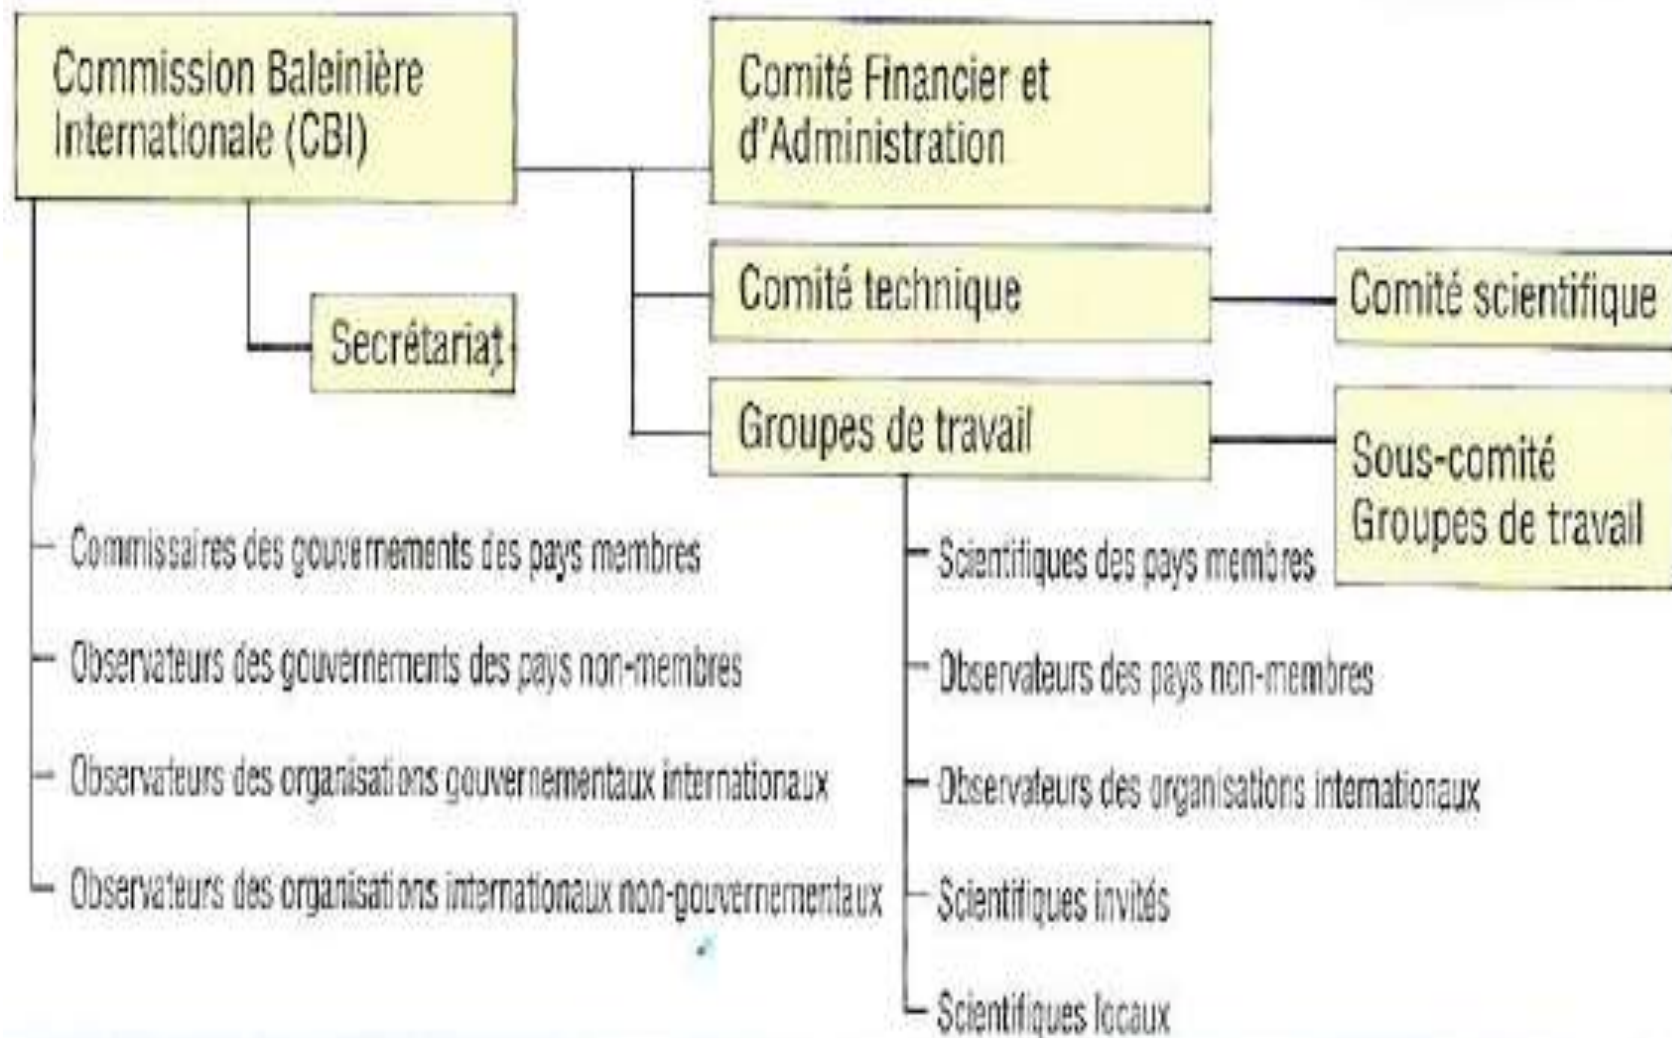 Commission Baleinière
Internationale (CBI)
Comité Financier et
d'Administration
Comité technique
Comité scientifique
Secrétariat
Groupes de travail
Sous-comité
Groupes de travail
Commissaires des gouvernements des pays membres
Observateurs des gouvernements des pays non-membres
Observateurs des organisations gouvernementaux internationaux
Observateurs des organisations internationaux non-gouvernementaux
Scientifiques des pays membres
Observateurs des pays non-membres
Observateurs des organisations internationaux
Scientifiques invités
Scientifiques locaux